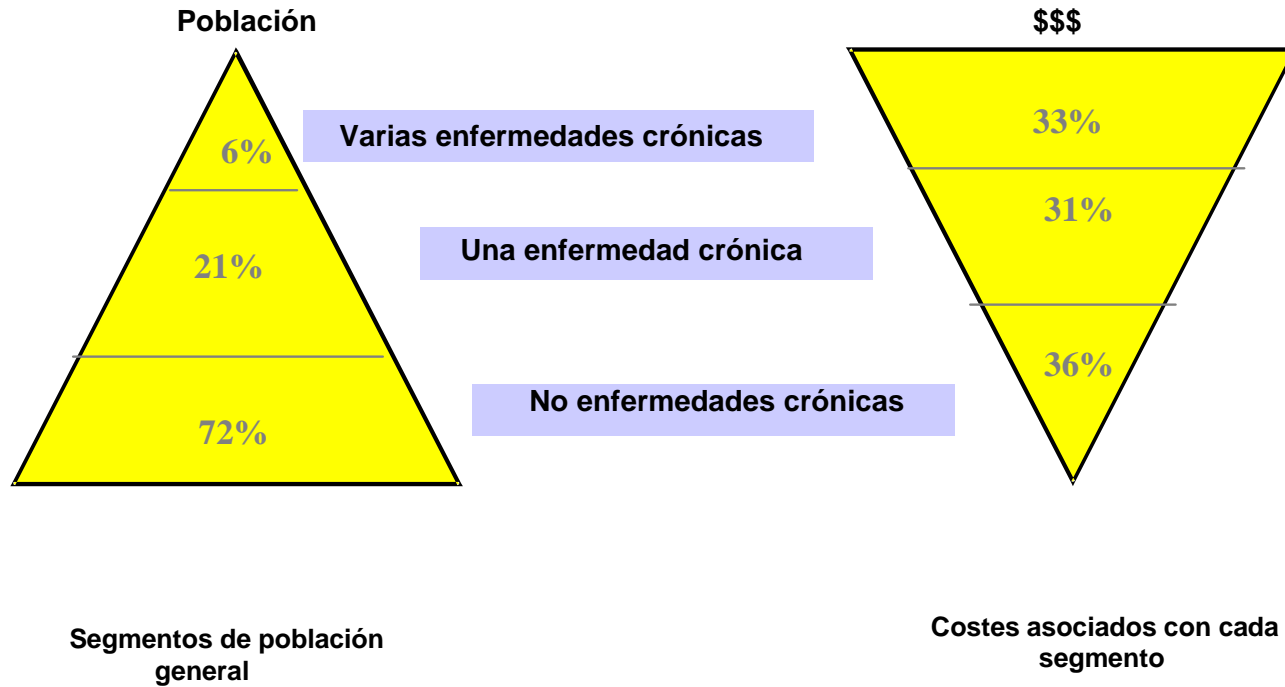 Población
$$$
6%
Varias enfermedades crónicas
33%
21%
Una enfermedad crónica
31%
72%
No enfermedades crónicas
36%
Segmentos de población
general
Costes asociados con cada
segmento